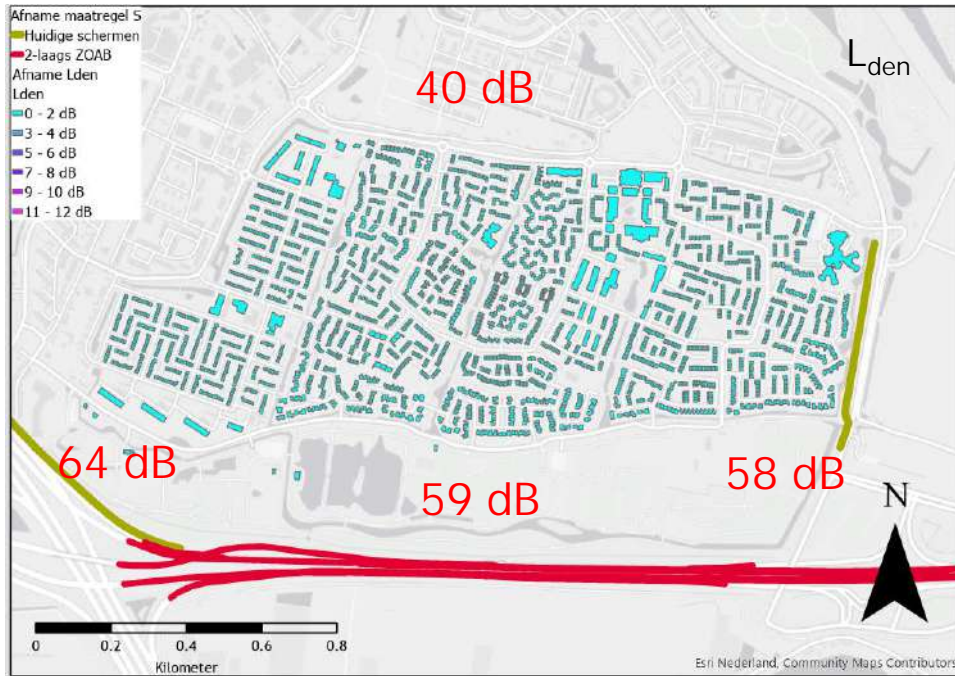 Afname maatregel S
Huidige schermen
2-laags ZOAB
Afname Lden
Lden
0 - 2 dB
3 - 4 dB
5 - 6 dB
7 - 8 dB
9 - 10 dB
11 - 12 dB
Lden
40 dB
64 dB
59 dB
58 dB
N
0 0.2 0.4 0.6 0.8
Kilometer
Esri Nederland, Community Maps Contributors